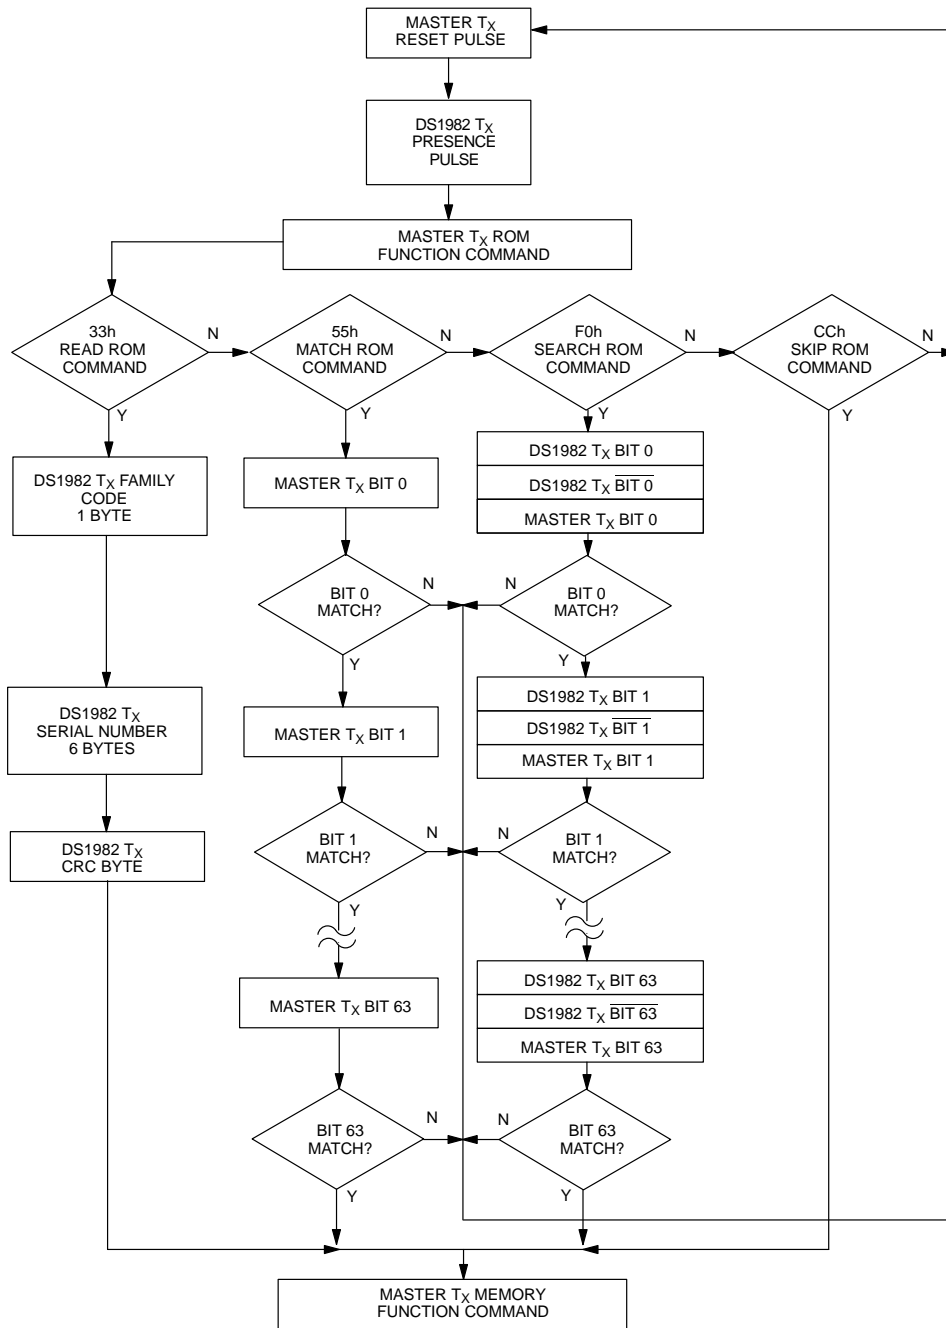 MASTER TX
RESET PULSE
DS1982 TX
PRESENCE
PULSE
MASTER TX ROM
FUNCTION COMMAND
33h
READ ROM
COMMAND
N
Y
55h
MATCH ROM
COMMAND
N
Y
F0h
SEARCH ROM
COMMAND
N
Y
CCh
SKIP ROM
COMMAND
N
Y
DS1982 TX FAMILY
CODE
1 BYTE
MASTER TX BIT 0
DS1982 TX BIT 0
DS1982 TX B̅I̅T̅ ̅0̅
MASTER TX BIT 0
BIT 0
MATCH?
N
Y
BIT 0
MATCH?
N
Y
DS1982 TX
SERIAL NUMBER
6 BYTES
MASTER TX BIT 1
DS1982 TX BIT 1
DS1982 TX B̅I̅T̅ ̅1̅
MASTER TX BIT 1
DS1982 TX
CRC BYTE
BIT 1
MATCH?
N
Y
BIT 1
MATCH?
N
Y
MASTER TX BIT 63
DS1982 TX BIT 63
DS1982 TX B̅I̅T̅ ̅6̅3̅
MASTER TX BIT 63
BIT 63
MATCH?
N
Y
BIT 63
MATCH?
N
Y
MASTER TX MEMORY
FUNCTION COMMAND